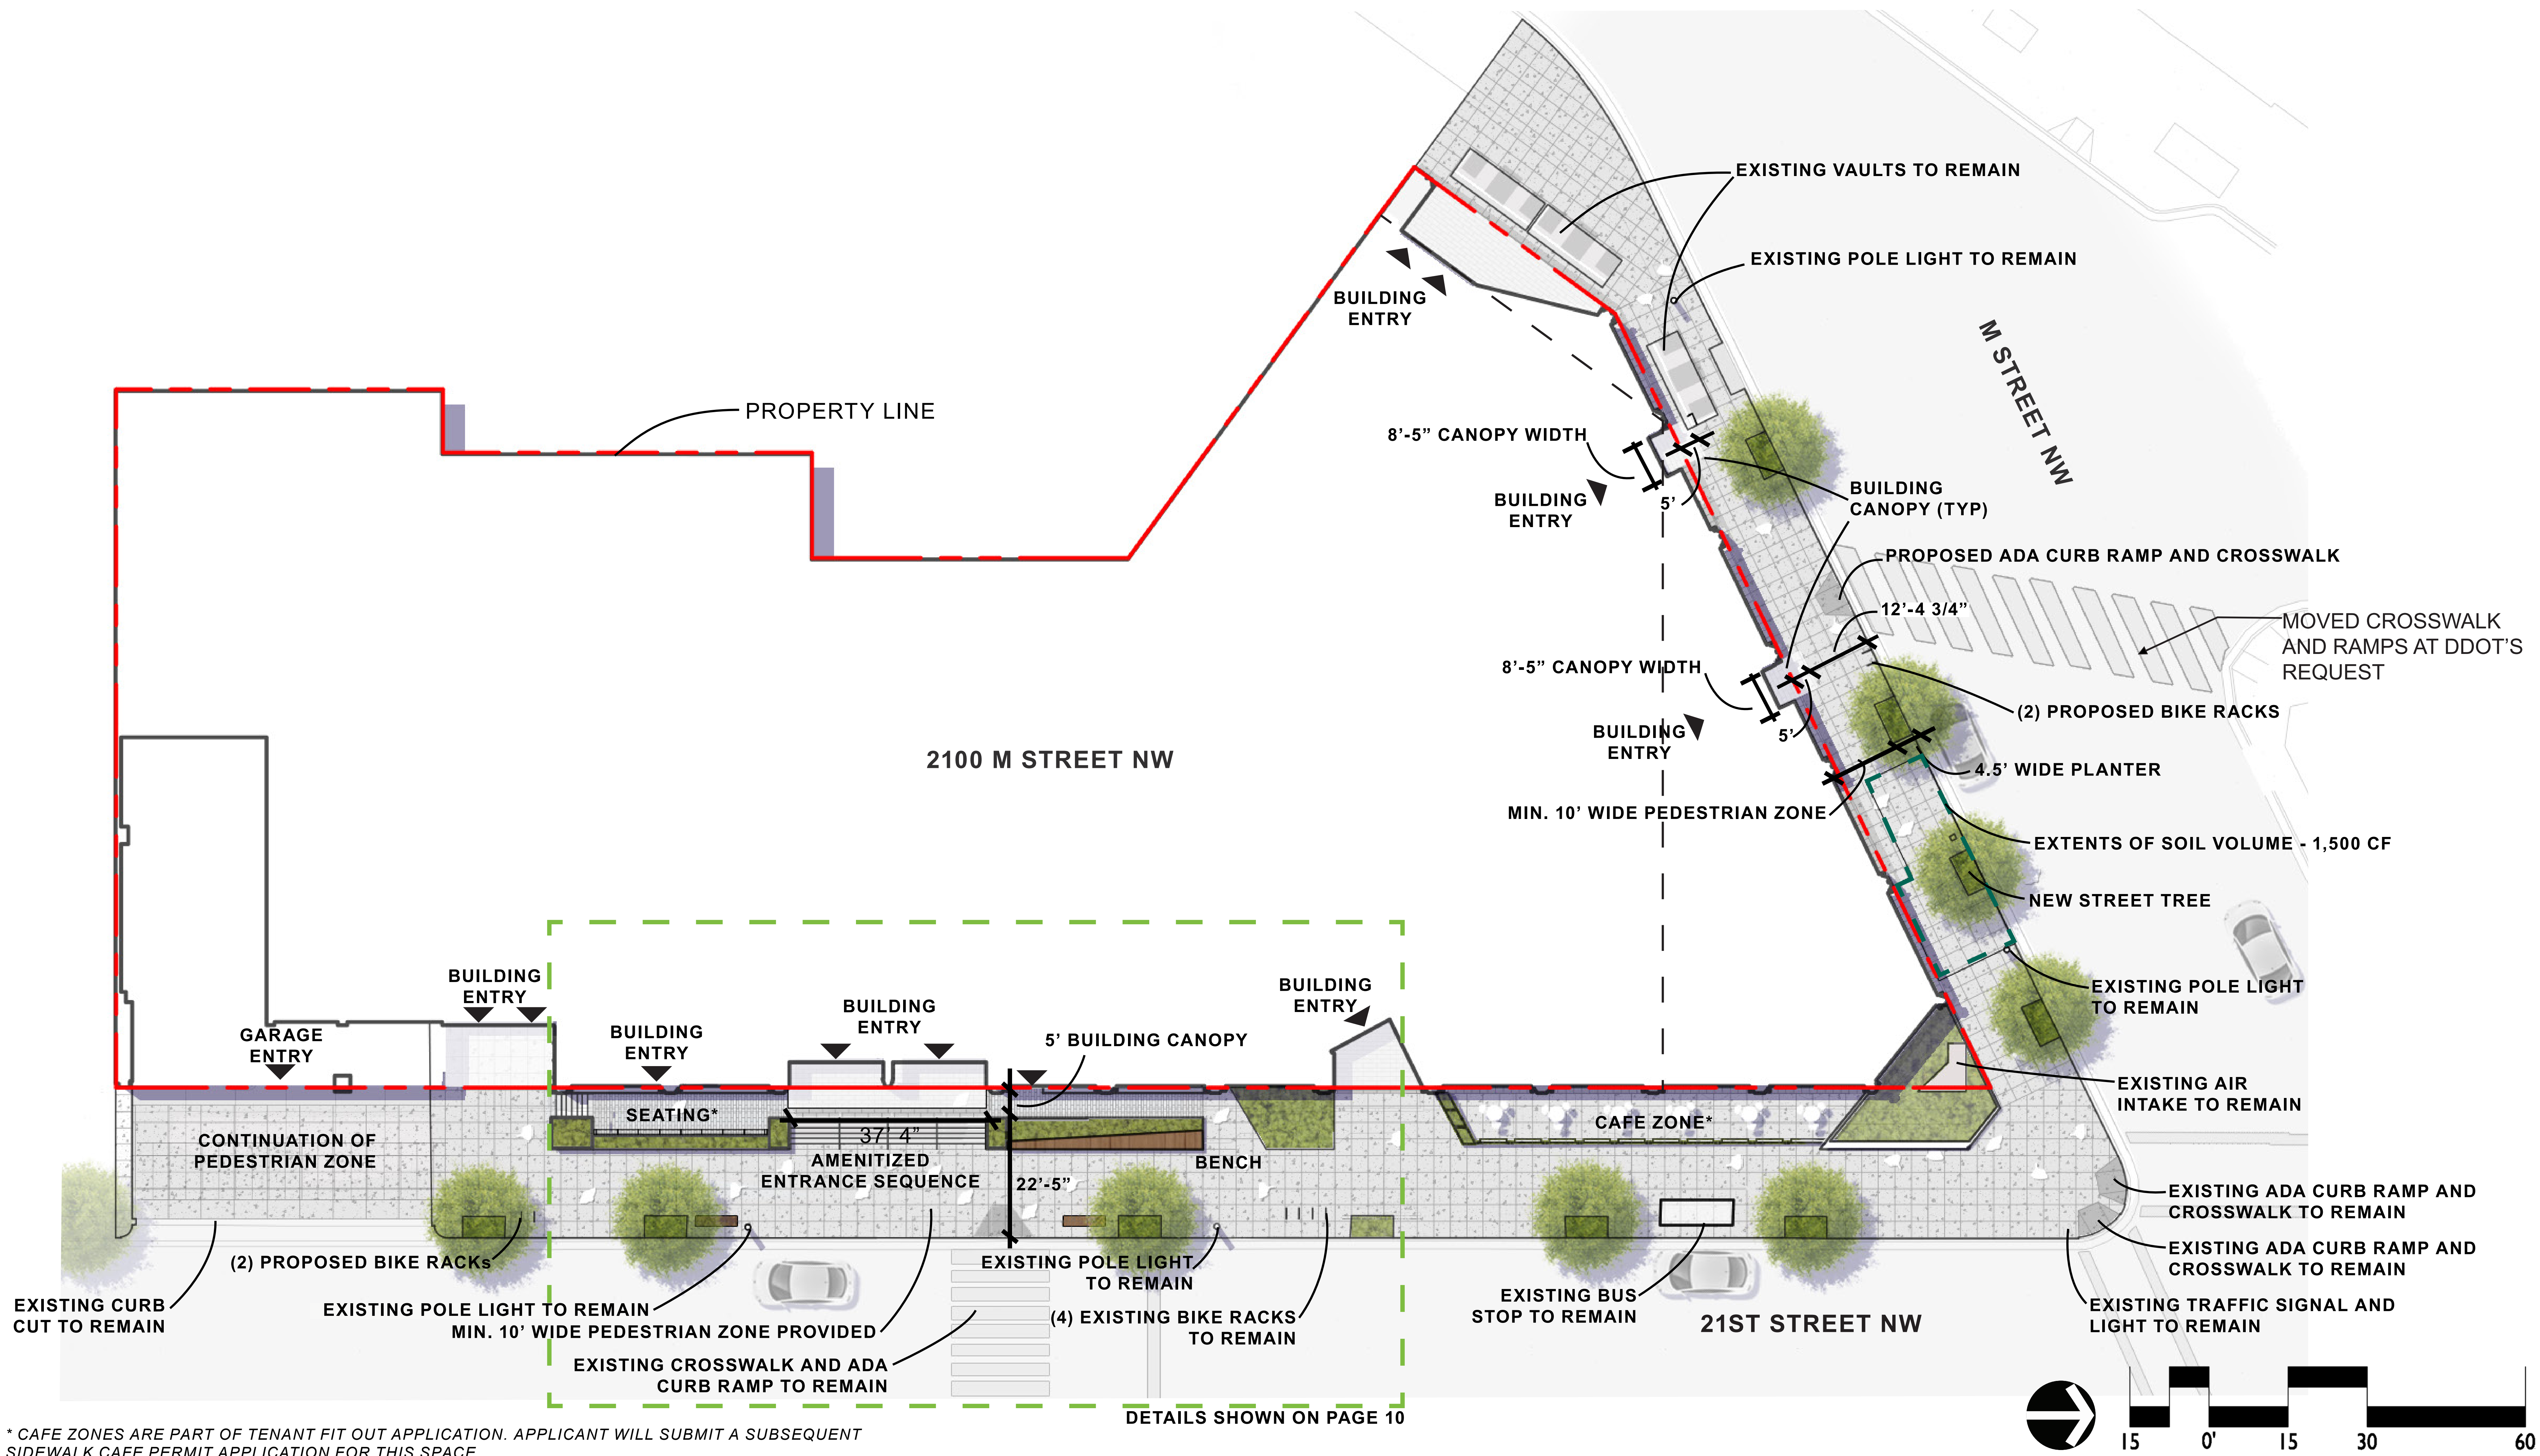 EXISTING VAULTS TO REMAIN
EXISTING POLE LIGHT TO REMAIN
BUILDING
ENTRY
M STREET NW
PROPERTY LINE
8'-5" CANOPY WIDTH
5'
BUILDING
ENTRY
BUILDING
CANOPY (TYP)
PROPOSED ADA CURB RAMP AND CROSSWALK
12'-4 3/4"
MOVED CROSSWALK
AND RAMPS AT DDOT'S
REQUEST
8'-5" CANOPY WIDTH
5'
BUILDING
ENTRY
(2) PROPOSED BIKE RACKS
2100 M STREET NW
4.5' WIDE PLANTER
MIN. 10' WIDE PEDESTRIAN ZONE
EXTENTS OF SOIL VOLUME - 1,500 CF
NEW STREET TREE
EXISTING POLE LIGHT
TO REMAIN
BUILDING
ENTRY
GARAGE
ENTRY
BUILDING
ENTRY
BUILDING
ENTRY
5' BUILDING CANOPY
BUILDING
ENTRY
EXISTING AIR
INTAKE TO REMAIN
SEATING*
CAFE ZONE*
CONTINUATION OF
PEDESTRIAN ZONE
37' 4"
AMENITIZED
ENTRANCE SEQUENCE
22'-5"
BENCH
EXISTING ADA CURB RAMP AND
CROSSWALK TO REMAIN
EXISTING ADA CURB RAMP AND
CROSSWALK TO REMAIN
(2) PROPOSED BIKE RACKs
EXISTING CURB
CUT TO REMAIN
EXISTING POLE LIGHT TO REMAIN
MIN. 10' WIDE PEDESTRIAN ZONE PROVIDED
EXISTING CROSSWALK AND ADA
CURB RAMP TO REMAIN
EXISTING POLE LIGHT
TO REMAIN
(4) EXISTING BIKE RACKS
TO REMAIN
EXISTING BUS
STOP TO REMAIN
21ST STREET NW
EXISTING TRAFFIC SIGNAL AND
LIGHT TO REMAIN
DETAILS SHOWN ON PAGE 10
15 0' 15 30 60
* CAFE ZONES ARE PART OF TENANT FIT OUT APPLICATION. APPLICANT WILL SUBMIT A SUBSEQUENT
SIDEWALK CAFE PERMIT APPLICATION FOR THIS SPACE